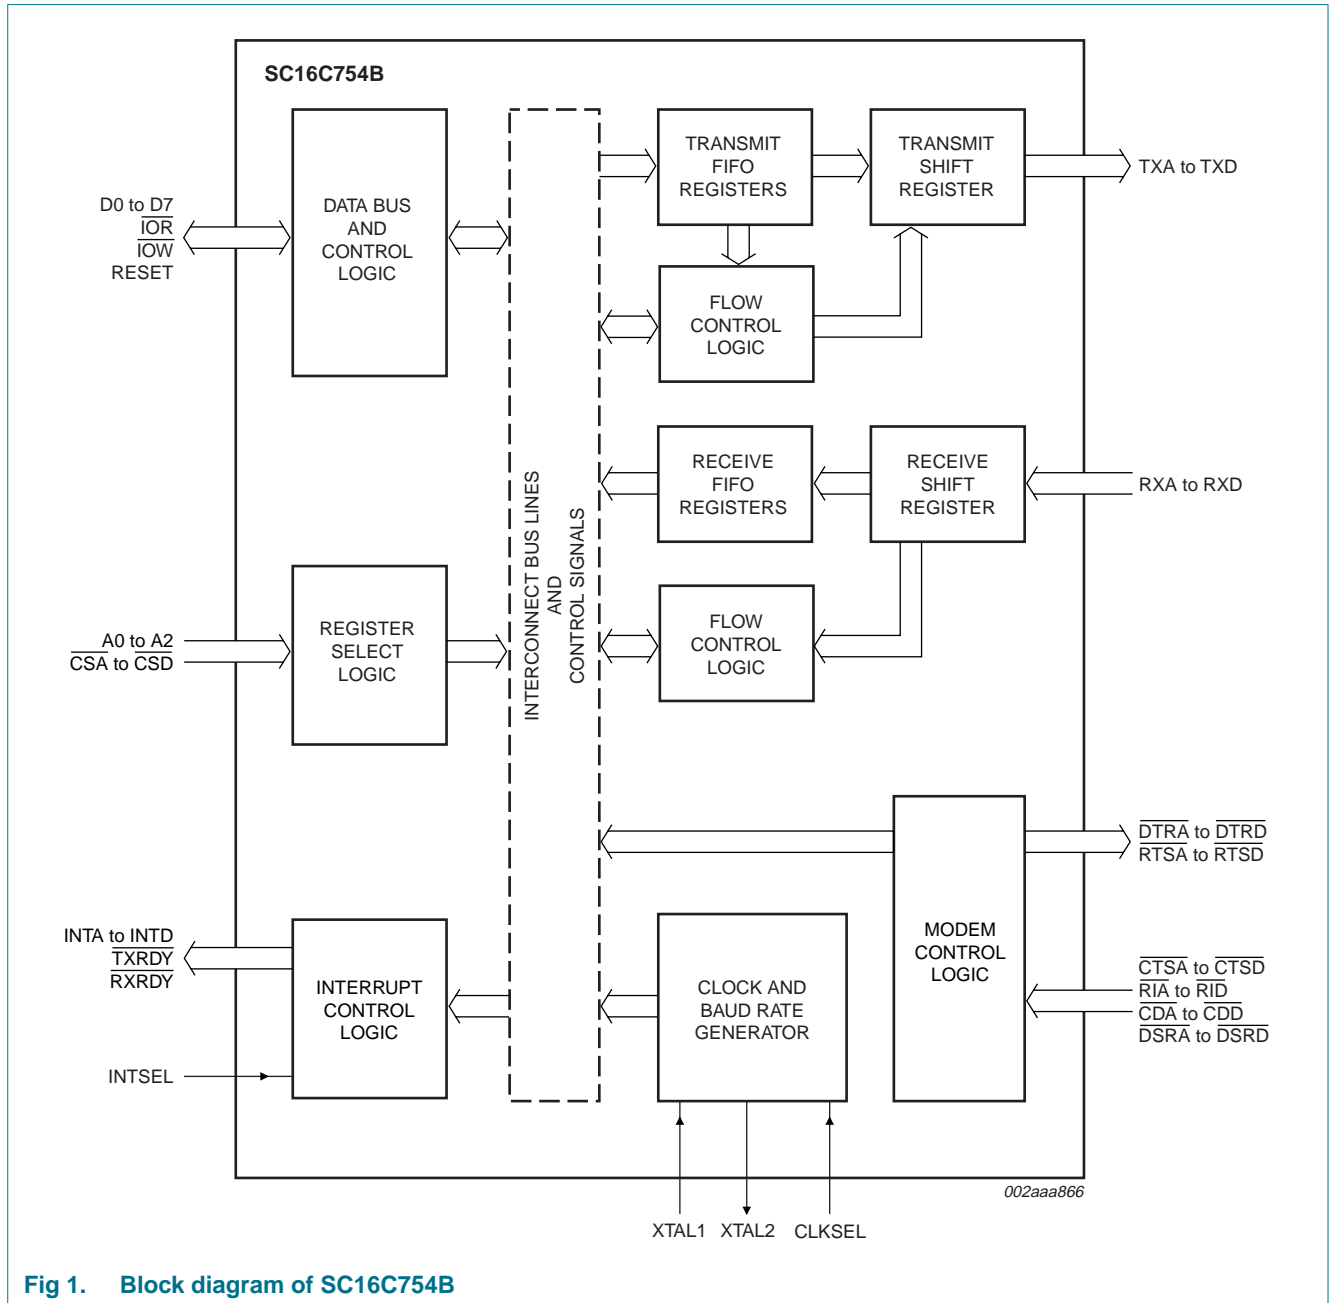 SC16C754B
D0 to D7
IOR
IOW
RESET
DATA BUS
AND
CONTROL
LOGIC
TRANSMIT
FIFO
REGISTERS
TRANSMIT
SHIFT
REGISTER
TXA to TXD
FLOW
CONTROL
LOGIC
INTERCONNECT BUS LINES
AND
CONTROL SIGNALS
RECEIVE
FIFO
REGISTERS
RECEIVE
SHIFT
REGISTER
RXA to RXD
A0 to A2
CSA to CSD
REGISTER
SELECT
LOGIC
FLOW
CONTROL
LOGIC
DTRA to DTRD
RTSA to RTSD
MODEM
CONTROL
LOGIC
CTSA to CTSD
RIA to RID
CDA to CDD
DSRA to DSRD
INTA to INTD
TXRDY
RXRDY
INTERRUPT
CONTROL
LOGIC
INTSEL
CLOCK AND
BAUD RATE
GENERATOR
XTAL1 XTAL2 CLKSEL
002aaa866
Fig 1. Block diagram of SC16C754B